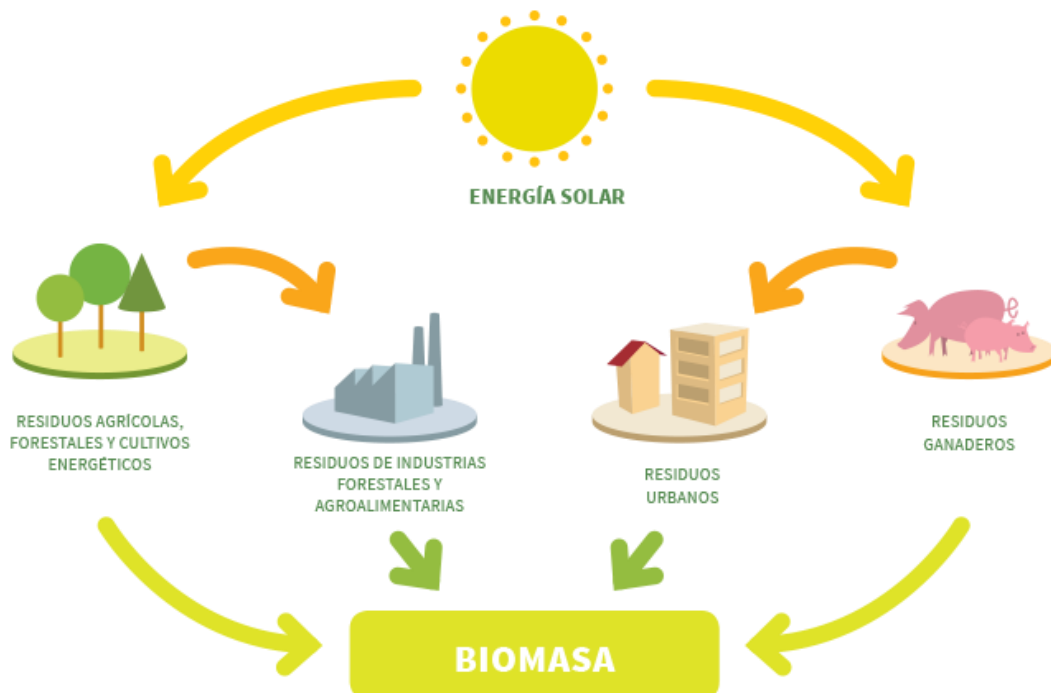 ENERGÍA SOLAR
RESIDUOS AGRÍCOLAS,
FORESTALES Y CULTIVOS
ENERGÉTICOS
RESIDUOS DE INDUSTRIAS
FORESTALES Y
AGROALIMENTARIAS
RESIDUOS
URBANOS
RESIDUOS
GANADEROS
BIOMASA